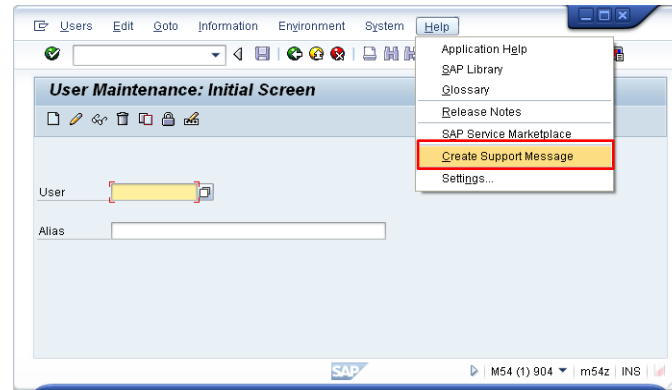 Users Edit Goto Information Environment System Help
Application Help
SAP Library
Glossary
Release Notes
SAP Service Marketplace
Create Support Message
Settings...
User Maintenance: Initial Screen
User
Alias
SAP
M54 (1) 904 m54z INS